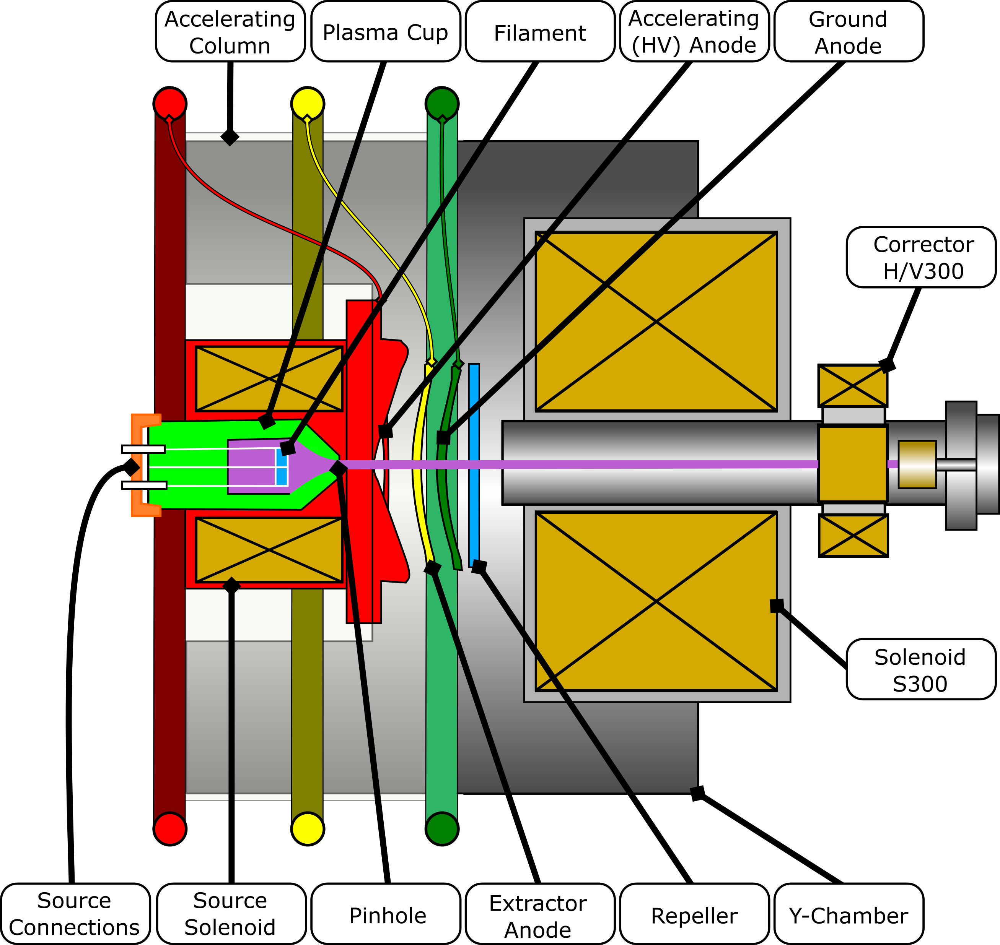 Accelerating
Column
Plasma Cup
Filament
Accelerating
(HV) Anode
Ground
Anode
Corrector
H/V300
Solenoid
S300
Source
Connections
Source
Solenoid
Pinhole
Extractor
Anode
Repeller
Y-Chamber